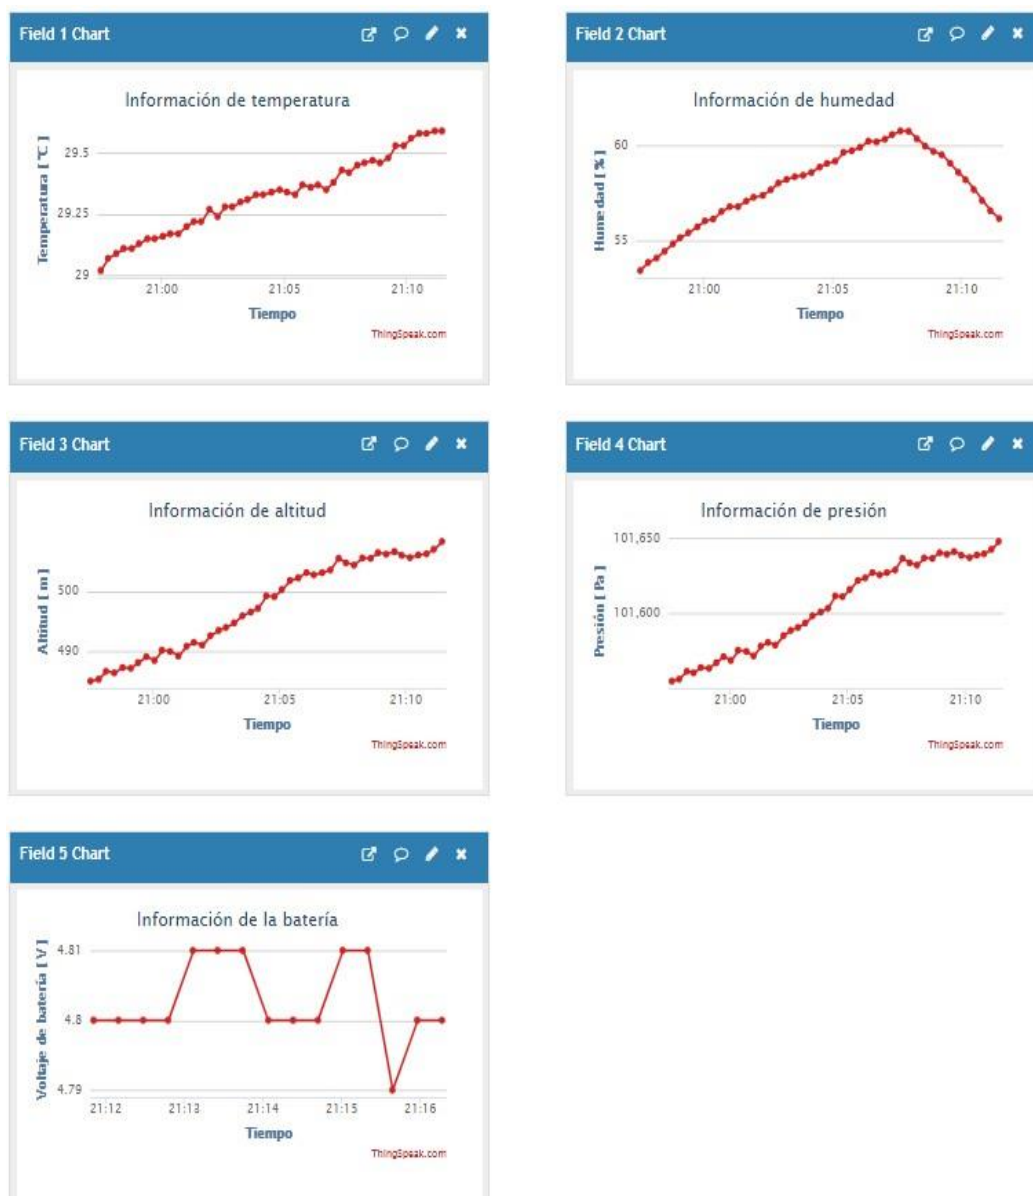 Field 1 Chart
Información de temperatura
Temperatura [ °C ]
29.5
29.25
29
21:00 21:05 21:10
Tiempo
ThingSpeak.com
Field 2 Chart
Información de humedad
Humedad [ % ]
60
55
21:00 21:05 21:10
Tiempo
ThingSpeak.com
Field 3 Chart
Información de altitud
Altitud [ m ]
500
490
21:00 21:05 21:10
Tiempo
ThingSpeak.com
Field 4 Chart
Información de presión
Presión [ Pa ]
101,650
101,600
21:00 21:05 21:10
Tiempo
ThingSpeak.com
Field 5 Chart
Información de la batería
Voltaje de batería [ V ]
4.81
4.8
4.79
21:12 21:13 21:14 21:15 21:16
Tiempo
ThingSpeak.com